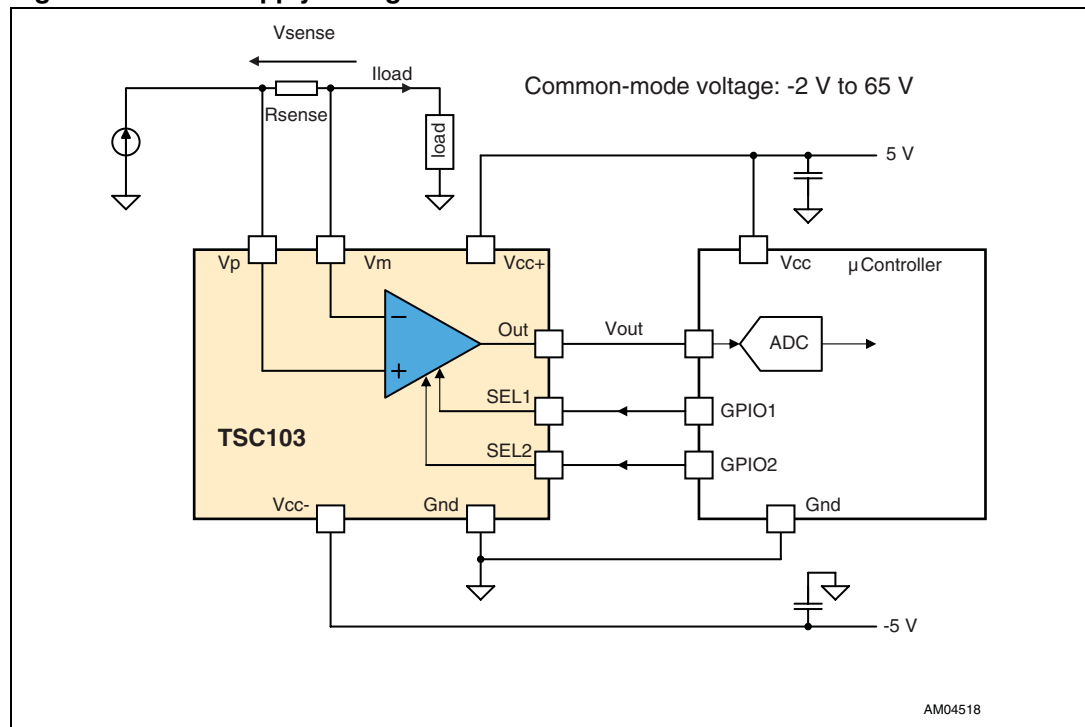 Vsense
Iload
Common-mode voltage: -2 V to 65 V
Rsense
load
5 V
Vp
Vm
Vcc+
Vcc
µController
Out
Vout
ADC
SEL1
GPIO1
TSC103
SEL2
GPIO2
Vcc-
Gnd
Gnd
-5 V
AM04518